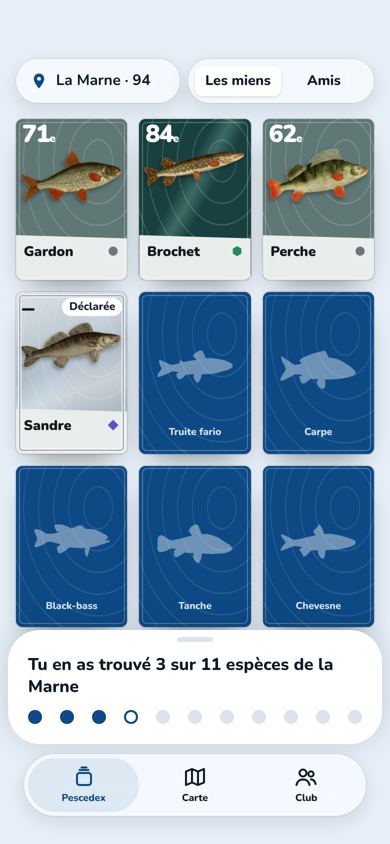 La Marne · 94
Les miens
Amis
71e
84e
62e
Gardon
Brochet
Perche
Déclarée
–
Sandre
Truite fario
Carpe
Black-bass
Tanche
Chevesne
Tu en as trouvé 3 sur 11 espèces de la
Marne
Pescedex
Carte
Club